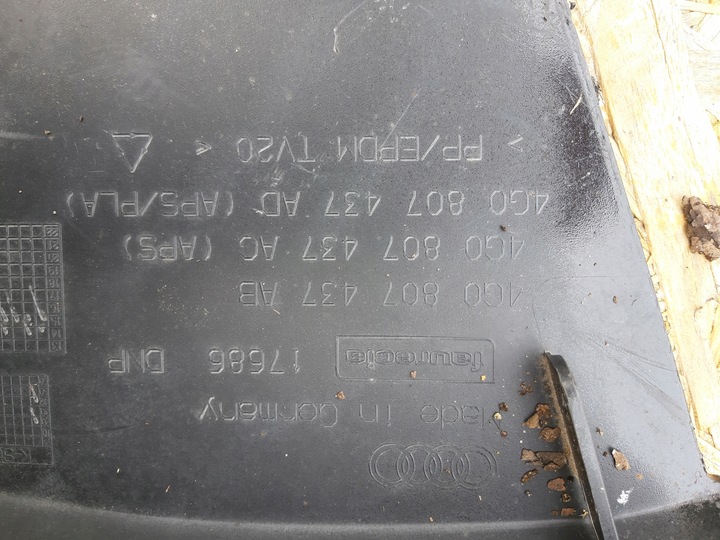 Made in Germany
faurecia 17686 DNP
4G0 807 437 AB
4G0 807 437 AC (APS)
4G0 807 437 AD (APS/PLA)
> PP/EPDM TV20 <